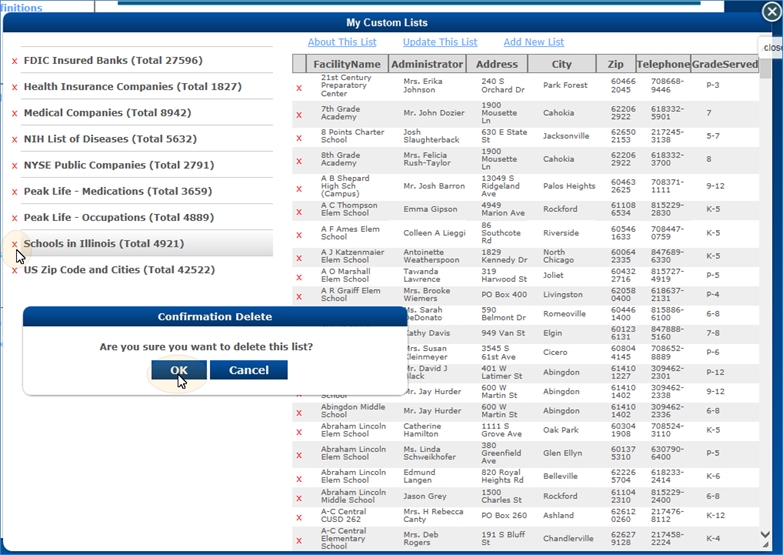 finitions
My Custom Lists
close
About This List Update This List Add New List
x FDIC Insured Banks (Total 27596)
x Health Insurance Companies (Total 1827)
x Medical Companies (Total 8942)
x NIH List of Diseases (Total 5632)
x NYSE Public Companies (Total 2791)
x Peak Life - Medications (Total 3659)
x Peak Life - Occupations (Total 4889)
x Schools in Illinois (Total 4921)
x US Zip Code and Cities (Total 42522)
Confirmation Delete
Are you sure you want to delete this list?
OK Cancel
FacilityName Administrator Address City Zip Telephone GradeServed
x 21st Century Preparatory Center Mrs. Erika Johnson 240 S Orchard Dr Park Forest 60466 2045 708668-9446 P-3
x 7th Grade Academy Mr. John Dozier 1900 Mousette Ln Cahokia 62206 2922 618332-5901 7
x 8 Points Charter School Josh Slaughterback 630 E State St Jacksonville 62650 2153 217245-3138 5-7
x 8th Grade Academy Mrs. Felicia Rush-Taylor 1900 Mousette Ln Cahokia 62206 2922 618332-3700 8
x A B Shepard High Sch (Campus) Mr. Josh Barron 13049 S Ridgeland Ave Palos Heights 60463 2625 708371-1111 9-12
x A C Thompson Elem School Emma Gipson 4949 Marion Ave Rockford 61108 6534 815229-2830 K-5
x A F Ames Elem School Colleen A Lieggi 86 Southcote Rd Riverside 60546 1633 708447-0759 K-5
x A J Katzenmaier Elem School Antoinette Weatherspoon 1829 Kennedy Dr North Chicago 60064 2335 847689-6330 K-5
x A O Marshall Elem School Tawanda Lawrence 319 Harwood St Joliet 60432 2716 815727-4919 P-5
x A R Graiff Elem School Mrs. Brooke Wiemers PO Box 400 Livingston 62058 0400 618637-2131 P-4
Ms. Sarah DeDonato 590 Belmont Dr Romeoville 60446 1400 815886-6100 6-8
Kathy Davis 949 Van St Elgin 60123 6131 847888-5160 7-8
Mrs. Susan Kleinmeyer 3545 S 61st Ave Cicero 60804 4145 708652-8889 P-6
Mr. David J Black 401 W Latimer St Abingdon 61410 1227 309462-2301 P-12
x School Mr. Jay Hurder 600 W Martin St Abingdon 61410 1402 309462-2338 9-12
x Abingdon Middle School Mr. Jay Hurder 600 W Martin St Abingdon 61410 1402 309462-2336 6-8
x Abraham Lincoln Elem School Catherine Hamilton 1111 S Grove Ave Oak Park 60304 1908 708524-3110 K-5
x Abraham Lincoln Elem School Ms. Linda Schweikhofer 380 Greenfield Ave Glen Ellyn 60137 5310 630790-6400 P-5
x Abraham Lincoln Elem School Edmund Langen 820 Royal Heights Rd Belleville 62226 5704 618233-2414 K-6
x Abraham Lincoln Middle School Jason Grey 1500 Charles St Rockford 61104 2310 815229-2400 6-8
x A-C Central CUSD 262 Mrs. H Rebecca Canty PO Box 260 Ashland 62612 0260 217476-8112 K-12
x A-C Central Elementary School Mrs. Deb Rogers 191 S Bluff St Chandlerville 62627 9128 217458-2224 K-4